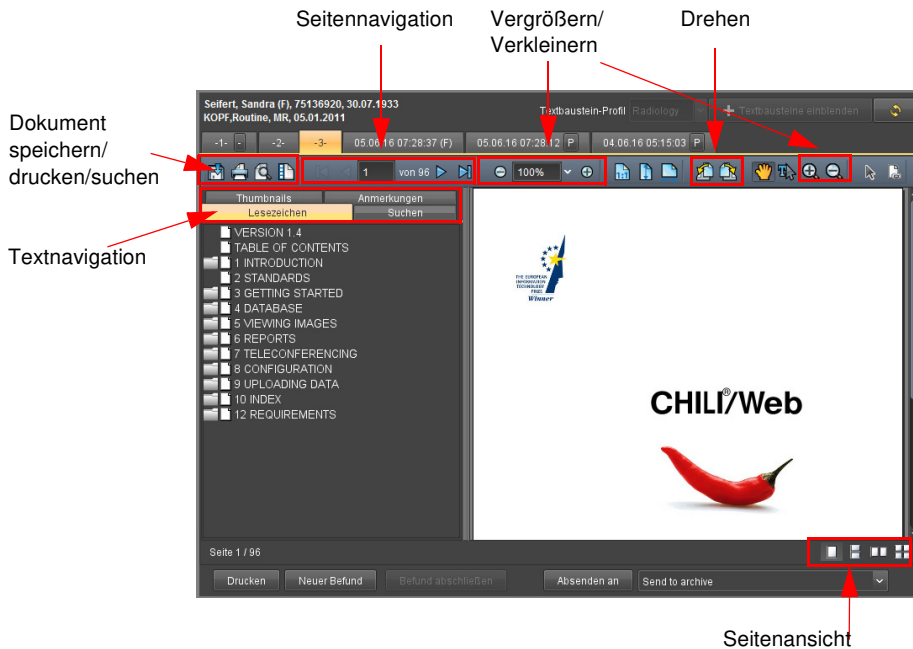 Seitennavigation
Vergrößern/
Verkleinern
Drehen
Dokument
speichern/
drucken/suchen
Textnavigation
Seifert, Sandra (F), 75136920, 30.07.1933
KOPF,Routine, MR, 05.01.2011
Textbaustein-Profil Radiology + Textbausteine einblenden
-1- - -2- -3- 05.06.16 07:28:37 (F) 05.06.16 07:28:12 P 04.06.16 05:15:03 P
1 von 96 100%
Thumbnails Anmerkungen
Lesezeichen Suchen
VERSION 1.4
TABLE OF CONTENTS
1 INTRODUCTION
2 STANDARDS
3 GETTING STARTED
4 DATABASE
5 VIEWING IMAGES
6 REPORTS
7 TELECONFERENCING
8 CONFIGURATION
9 UPLOADING DATA
10 INDEX
12 REQUIREMENTS
THE EUROPEAN
INFORMATION
TECHNOLOGY
PRIZE
Winner
CHILI®/Web
Seite 1 / 96
Drucken Neuer Befund Befund abschließen Absenden an Send to archive
Seitenansicht